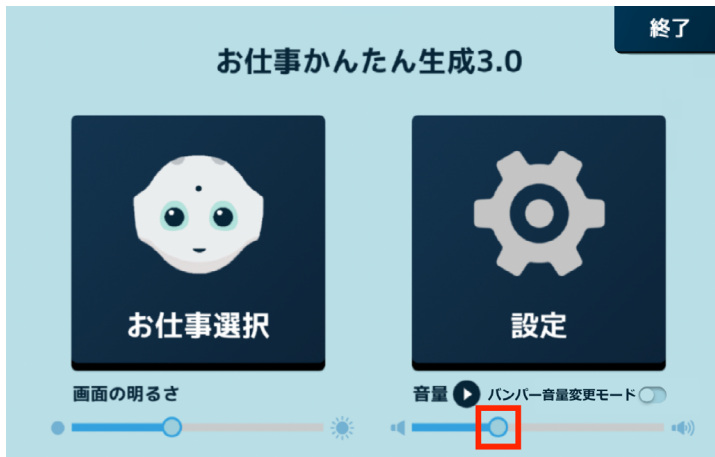 終了
お仕事かんたん生成3.0
お仕事選択
設定
画面の明るさ
音量 バンパー音量変更モード